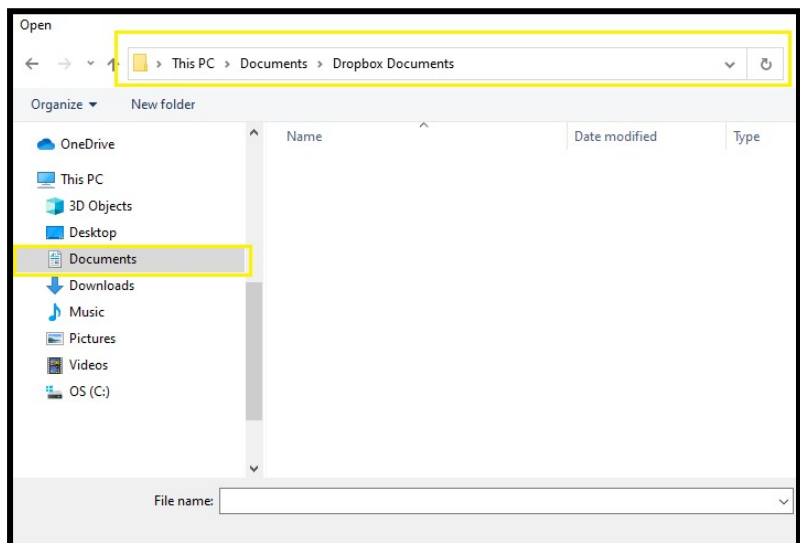 Open
This PC > Documents > Dropbox Documents
Organize New folder
Name Date modified Type
OneDrive
This PC
3D Objects
Desktop
Documents
Downloads
Music
Pictures
Videos
OS (C:)
File name: